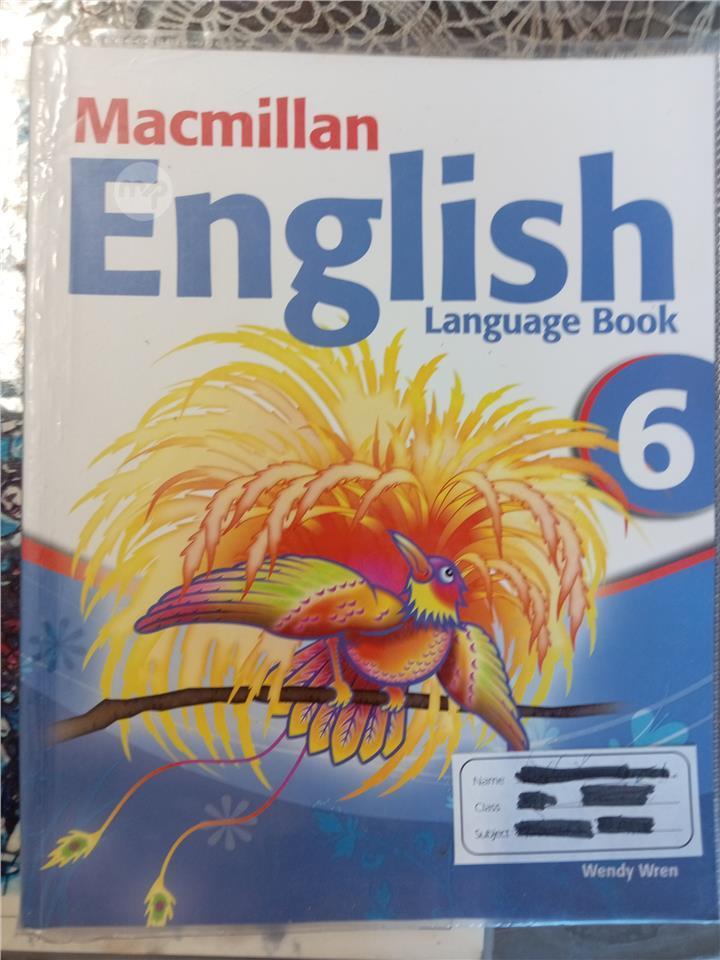 Macmillan
English
Language Book
6
Name
Class
Subject
Wendy Wren